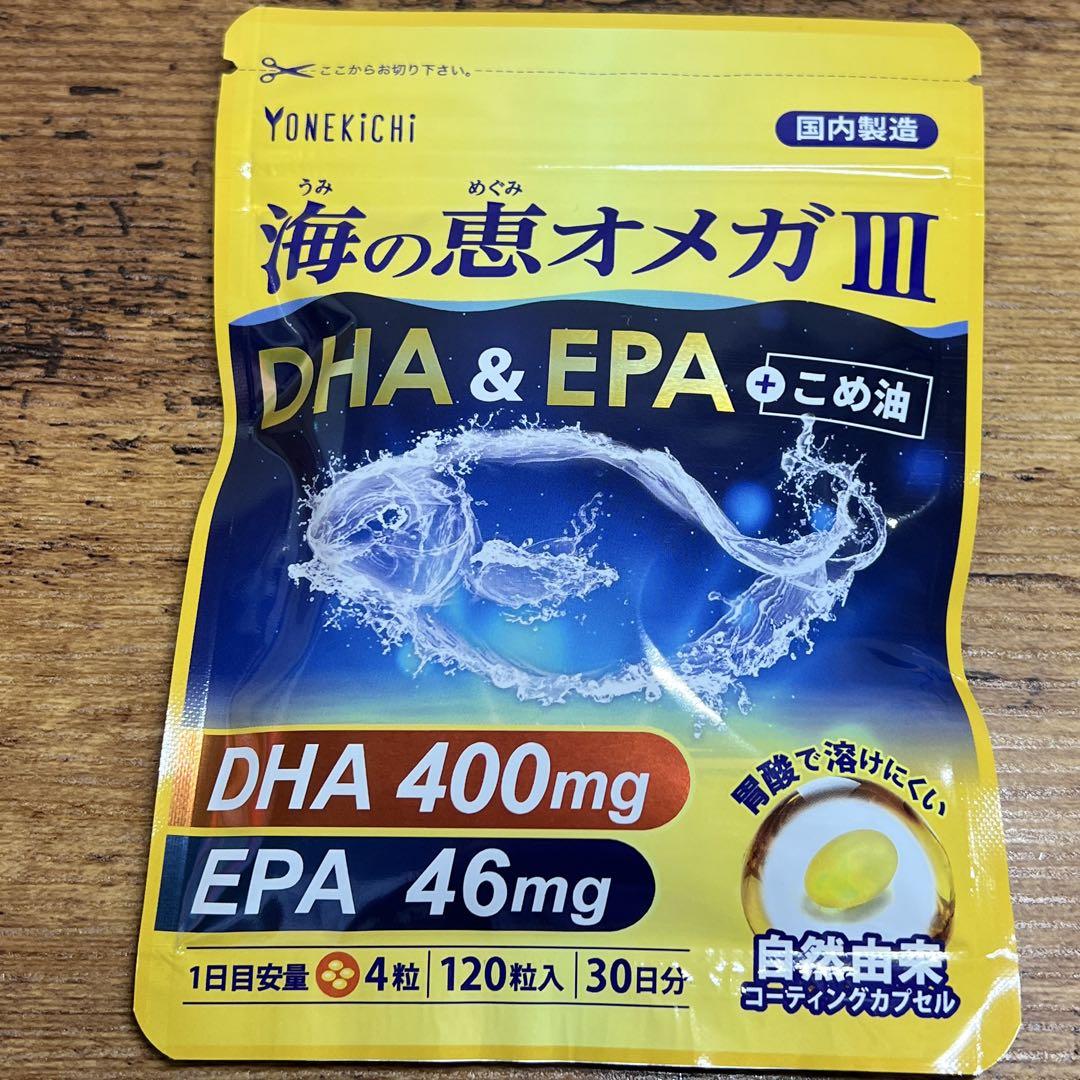 ここからお切り下さい。
YONEKiCHi
国内製造
うみ めぐみ
海の恵オメガIII
DHA & EPA +こめ油
DHA 400mg
EPA 46mg
胃酸で溶けにくい
自然由来
コーティングカプセル
1日目安量 4粒 120粒入 30日分